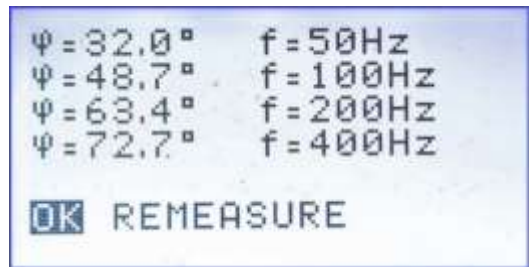 φ=32.0° f=50Hz
φ=48.7° f=100Hz
φ=63.4° f=200Hz
φ=72.7° f=400Hz
OK REMEASURE